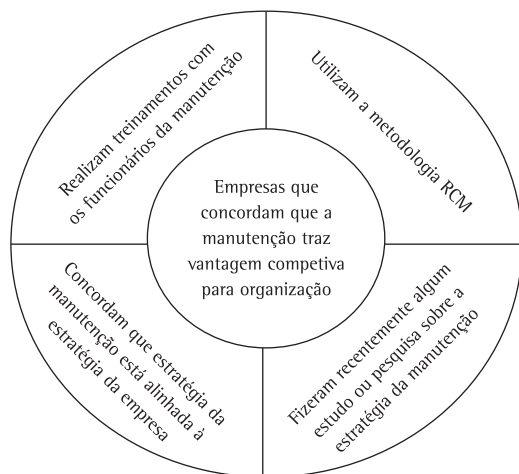 Realizam treinamentos com
os funcionários da manutenção
Utilizam a metodologia RCM
Empresas que
concordam que a
manutenção traz
vantagem competiva
para organização
Concordam que estratégia da
manutenção está alinhada à
estratégia da empresa
Fizeram recentemente algum
estudo ou pesquisa sobre a
estratégia da manutenção